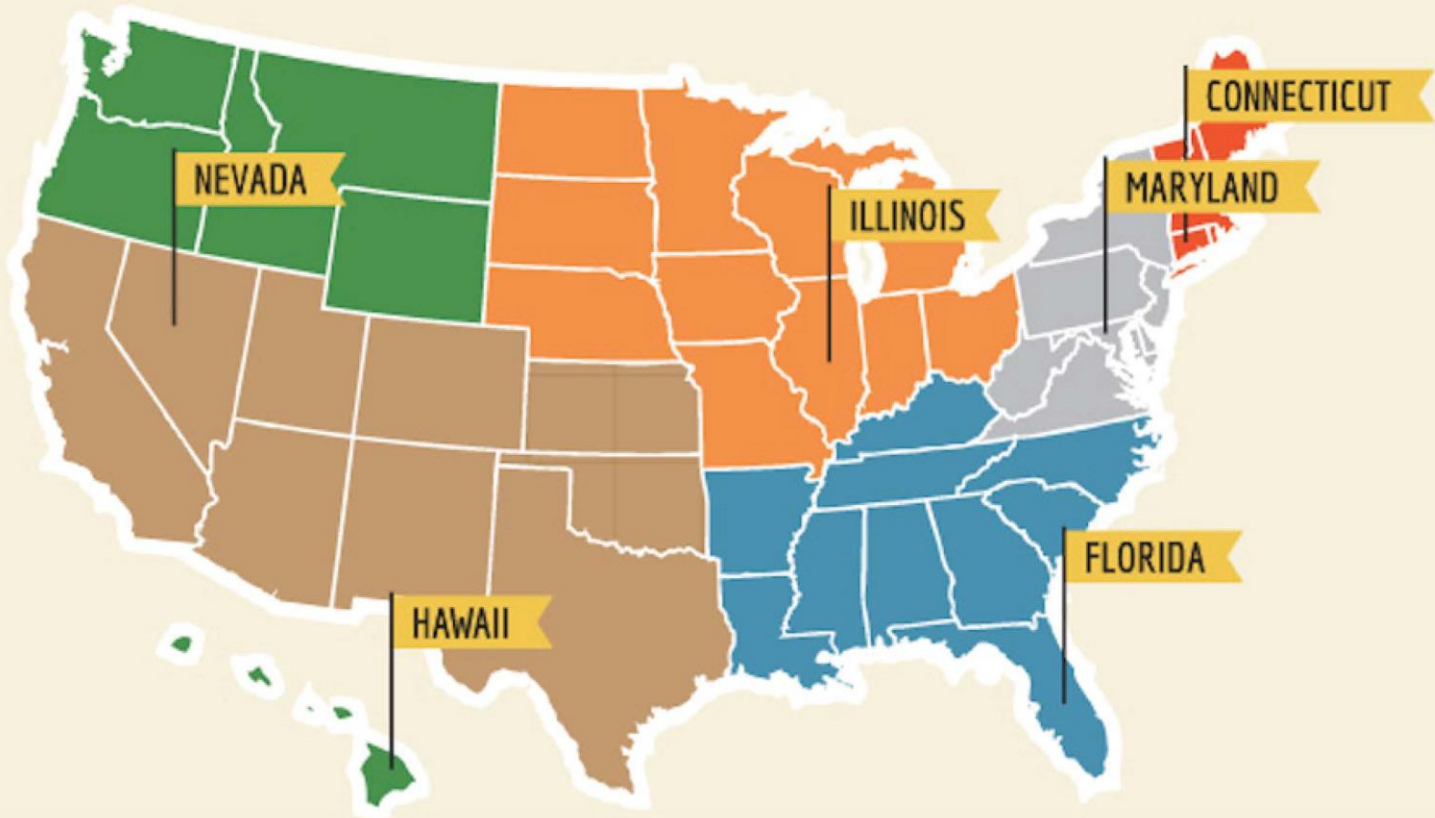 CONNECTICUT
NEVADA
MARYLAND
ILLINOIS
FLORIDA
HAWAII